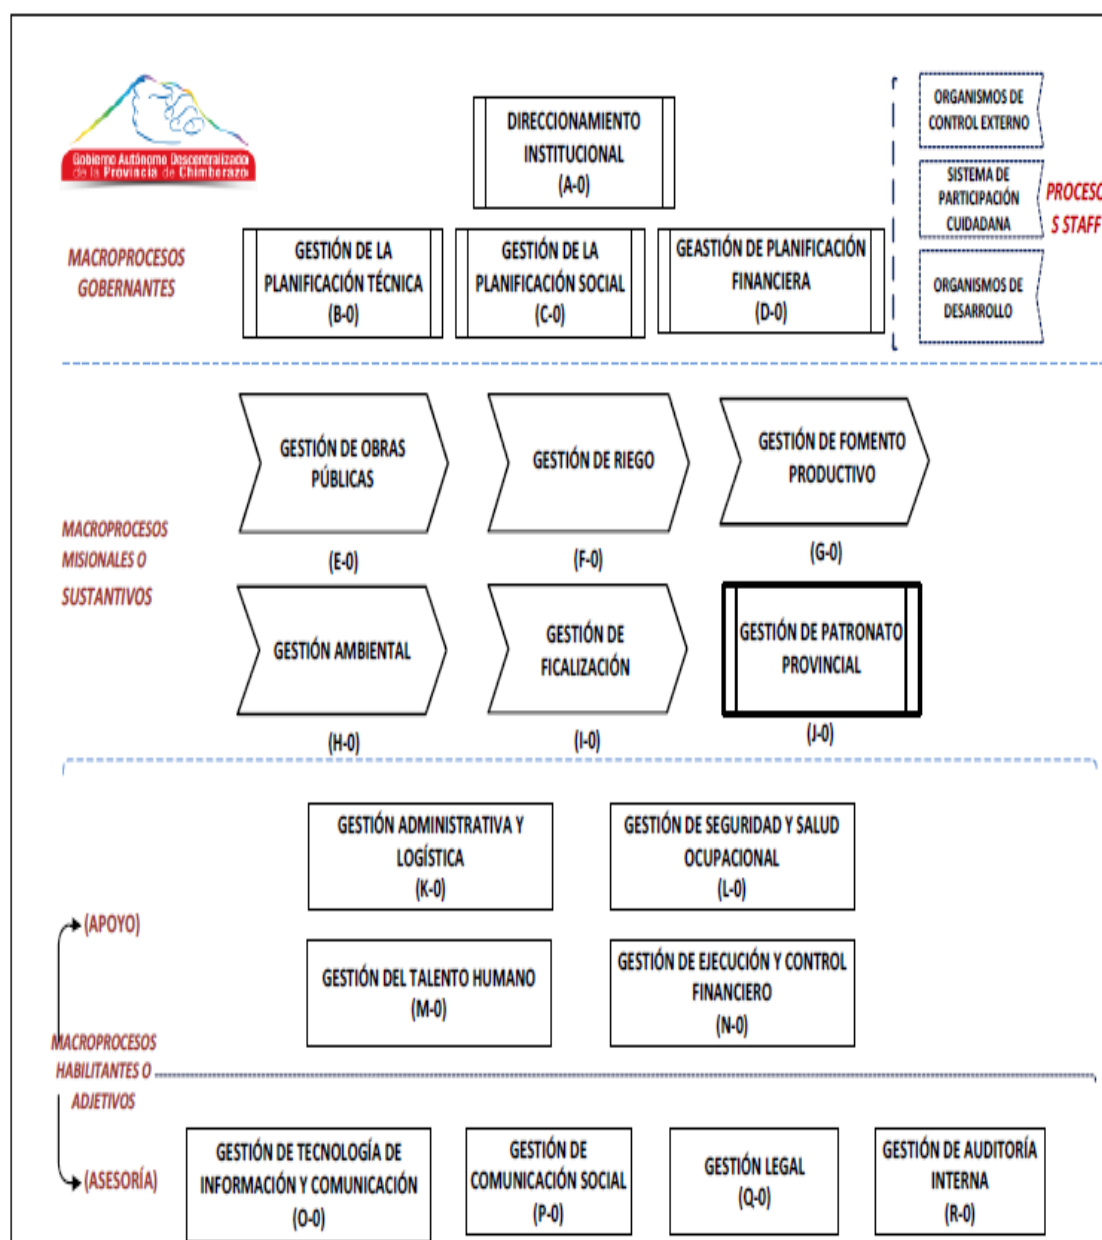 Gobierno Autónomo Descentralizado
de la Provincia de Chimborazo
DIRECCIONAMIENTO
INSTITUCIONAL
(A-0)
ORGANISMOS DE
CONTROL EXTERNO
SISTEMA DE
PARTICIPACIÓN
CUIDADANA
ORGANISMOS DE
DESARROLLO
PROCESO
S STAFF
MACROPROCESOS
GOBERNANTES
GESTIÓN DE LA
PLANIFICACIÓN TÉCNICA
(B-0)
GESTIÓN DE LA
PLANIFICACIÓN SOCIAL
(C-0)
GEASTIÓN DE PLANIFICACIÓN
FINANCIERA
(D-0)
MACROPROCESOS
MISIONALES O
SUSTANTIVOS
GESTIÓN DE OBRAS
PÚBLICAS
(E-0)
GESTIÓN DE RIEGO
(F-0)
GESTIÓN DE FOMENTO
PRODUCTIVO
(G-0)
GESTIÓN AMBIENTAL
(H-0)
GESTIÓN DE
FICALIZACIÓN
(I-0)
GESTIÓN DE PATRONATO
PROVINCIAL
(J-0)
GESTIÓN ADMINISTRATIVA Y
LOGÍSTICA
(K-0)
GESTIÓN DE SEGURIDAD Y SALUD
OCUPACIONAL
(L-0)
(APOYO)
GESTIÓN DEL TALENTO HUMANO
(M-0)
GESTIÓN DE EJECUCIÓN Y CONTROL
FINANCIERO
(N-0)
MACROPROCESOS
HABILITANTES O
ADJETIVOS
(ASESORÍA)
GESTIÓN DE TECNOLOGÍA DE
INFORMACIÓN Y COMUNICACIÓN
(O-0)
GESTIÓN DE
COMUNICACIÓN SOCIAL
(P-0)
GESTIÓN LEGAL
(Q-0)
GESTIÓN DE AUDITORÍA
INTERNA
(R-0)